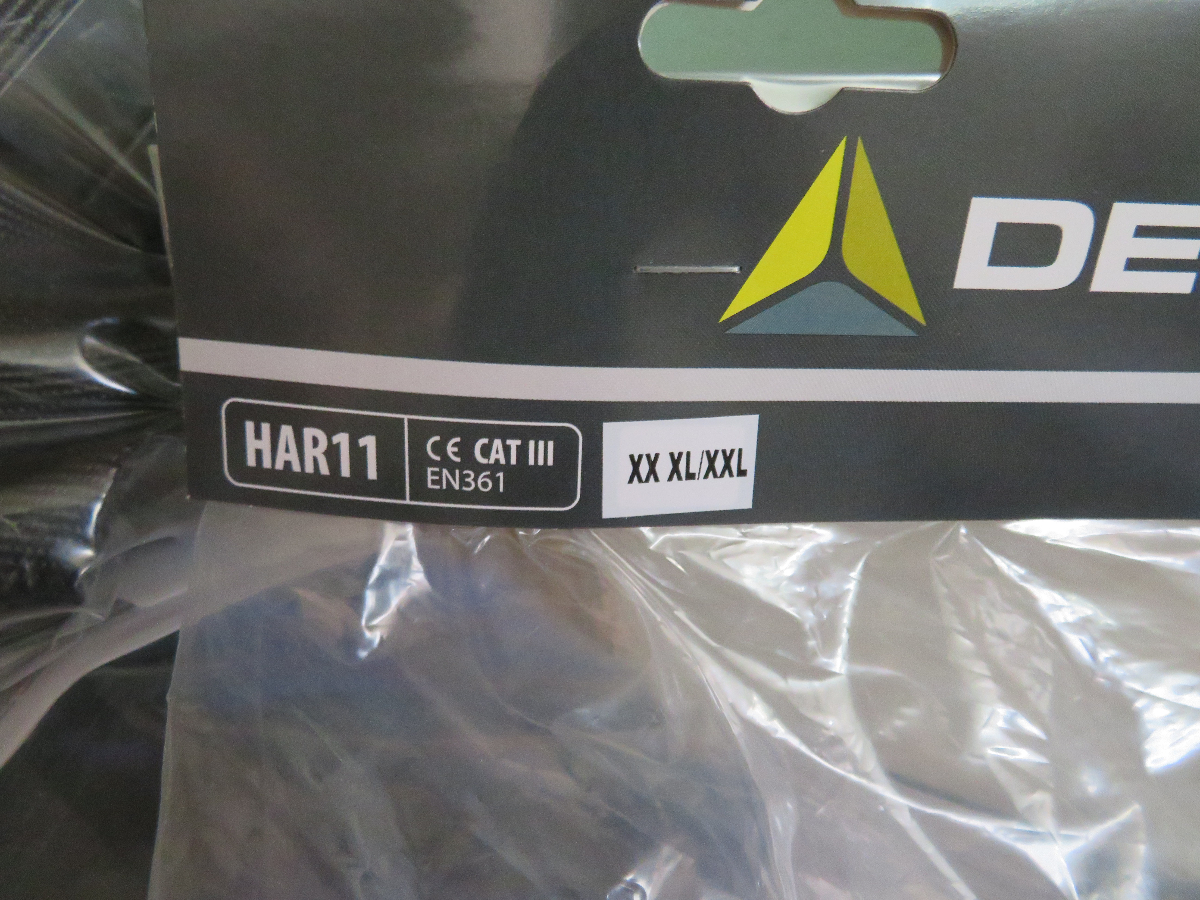 DE
HAR11
CE CAT III
EN361
XX XL/XXL